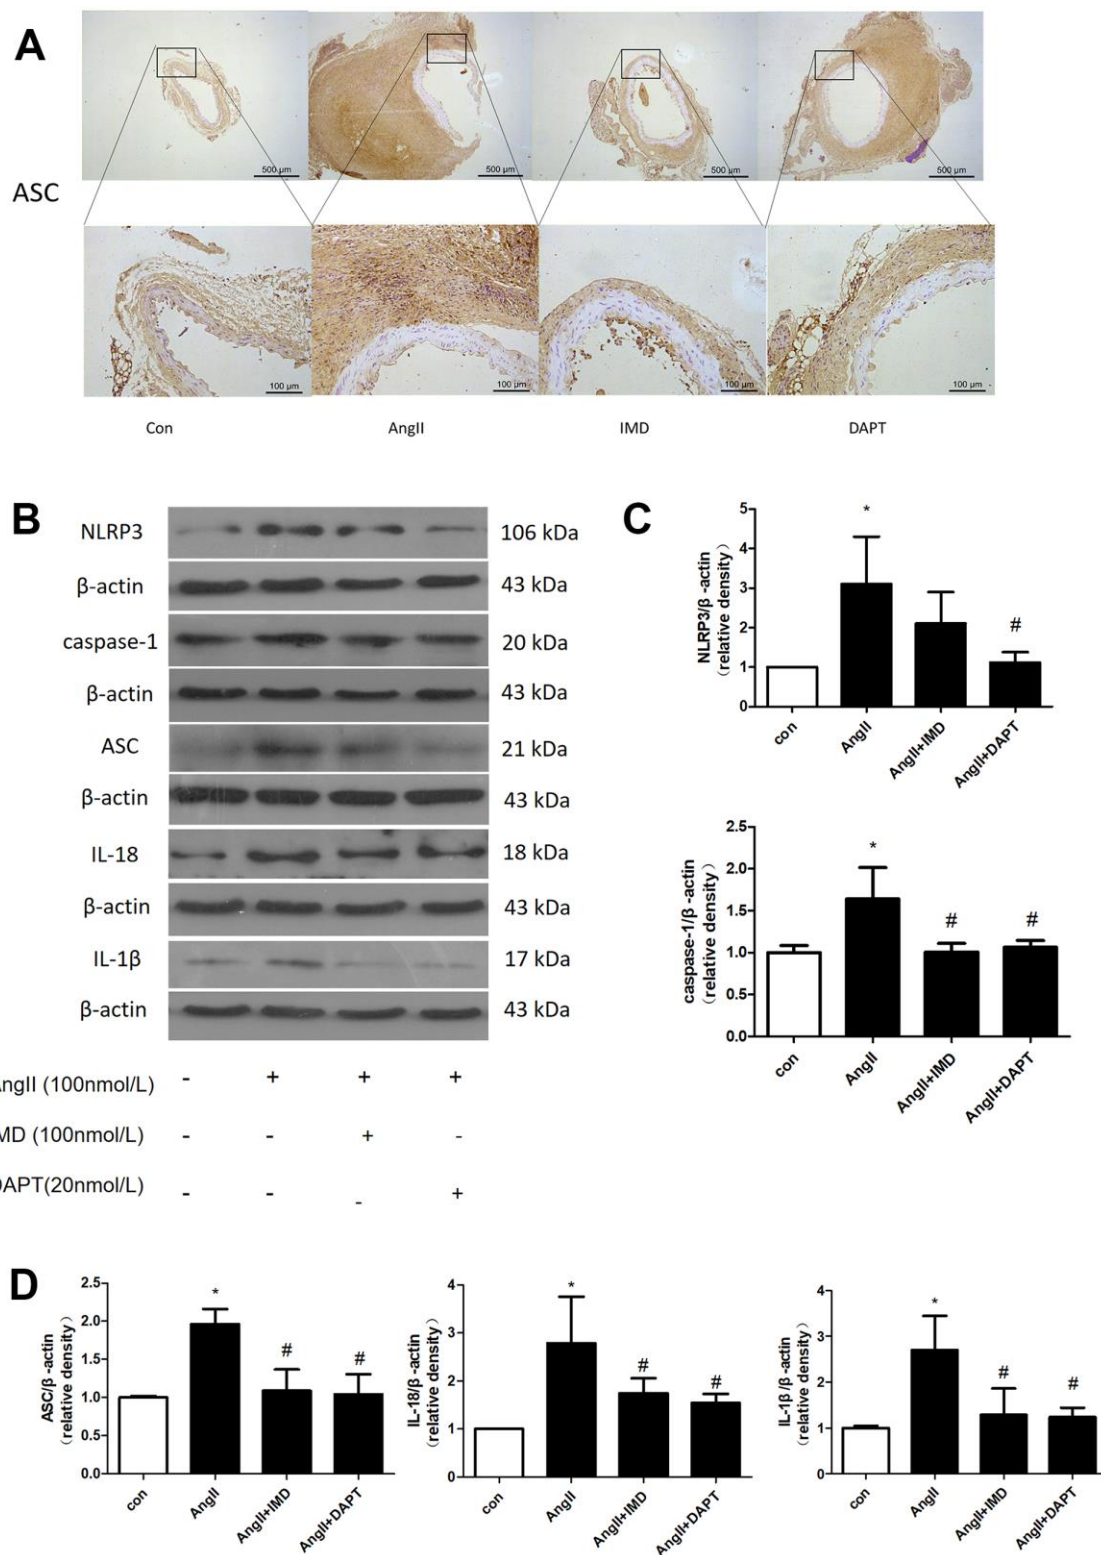 A
500 μm 500 μm 500 μm 500 μm
ASC
100 μm 100 μm 100 μm 100 μm
Con AngII IMD DAPT
B
NLRP3 106 kDa
β-actin 43 kDa
caspase-1 20 kDa
β-actin 43 kDa
ASC 21 kDa
β-actin 43 kDa
IL-18 18 kDa
β-actin 43 kDa
IL-1β 17 kDa
β-actin 43 kDa
AngII (100nmol/L) - + + +
MD (100nmol/L) - - + -
DAPT(20nmol/L) - - - +
C
NLRP3/β -actin
(relative density)
5
4
3
2
1
0
*
#
con AngII AngII+IMD AngII+DAPT
caspase-1/β -actin
(relative density)
2.5
2.0
1.5
1.0
0.5
0.0
*
# #
con AngII AngII+IMD AngII+DAPT
D
ASC/β -actin
(relative density)
2.5
2.0
1.5
1.0
0.5
0.0
*
# #
con AngII AngII+IMD AngII+DAPT
IL-18/β -actin
(relative density)
4
3
2
1
0
*
# #
con AngII AngII+IMD AngII+DAPT
IL-1β /β -actin
(relative density)
4
3
2
1
0
*
# #
con AngII AngII+IMD AngII+DAPT